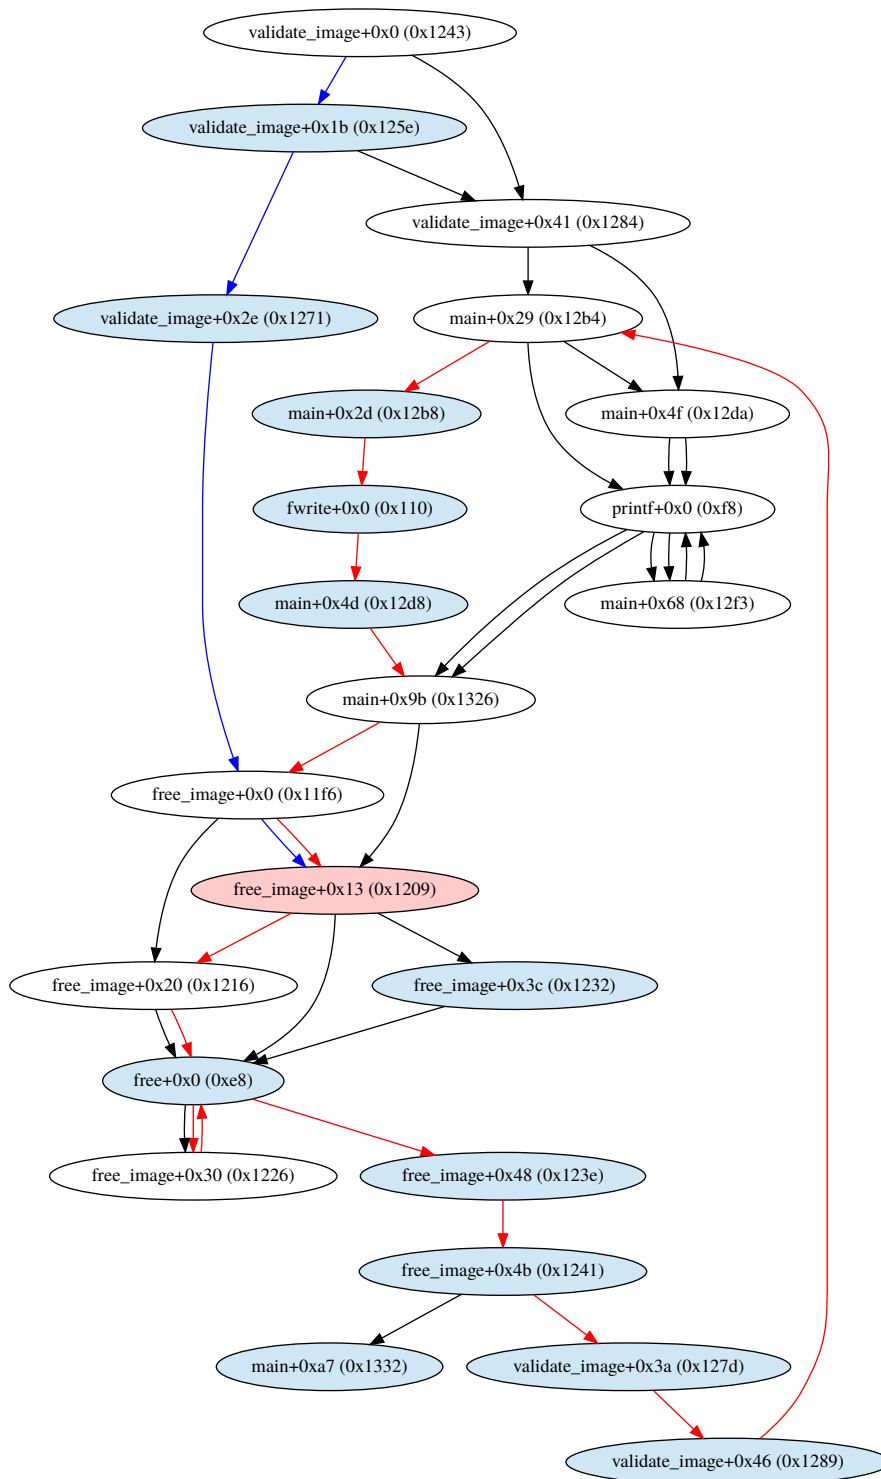 validate_image+0x0 (0x1243)
validate_image+0x1b (0x125e)
validate_image+0x41 (0x1284)
validate_image+0x2e (0x1271)
main+0x29 (0x12b4)
main+0x2d (0x12b8)
main+0x4f (0x12da)
fwrite+0x0 (0x110)
printf+0x0 (0xf8)
main+0x4d (0x12d8)
main+0x68 (0x12f3)
main+0x9b (0x1326)
free_image+0x0 (0x11f6)
free_image+0x13 (0x1209)
free_image+0x20 (0x1216)
free_image+0x3c (0x1232)
free+0x0 (0xe8)
free_image+0x30 (0x1226)
free_image+0x48 (0x123e)
free_image+0x4b (0x1241)
main+0xa7 (0x1332)
validate_image+0x3a (0x127d)
validate_image+0x46 (0x1289)